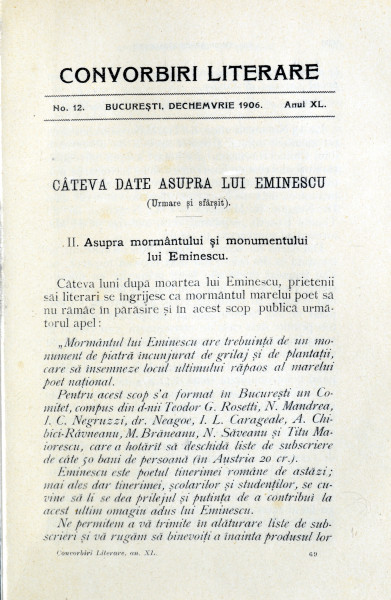 CONVORBIRI LITERARE
No. 12. BUCUREȘTI, DECHEMVRIE 1906. Anul XL.
CÂTEVA DATE ASUPRA LUI EMINESCU
(Urmare și sfârșit).
II. Asupra mormântului și monumentului
lui Eminescu.
Câteva luni după moartea lui Eminescu, prietenii
săi literari se îngrijesc ca mormântul marelui poet să
nu rămâe în părăsire și în acest scop publică urmă-
torul apel:
„Mormântul lui Eminescu are trebuință de un mo-
nument de piatră încunjurat de grilaj și de plantații,
care să însemneze locul ultimului răpaos al marelui
poet național.
Pentru acest scop s'a format în București un Co-
mitet, compus din d-nii Teodor G. Rosetti, N. Mandrea,
I. C. Negruzzi, dr. Neagoe, I. L. Carageale, A. Chi-
bici-Râvneanu, M. Brăneanu, N. Săveanu și Titu Ma-
iorescu, care a hotărît să deschidă liste de subscriere
de câte 50 bani de persoană (în Austria 20 cr.).
Eminescu este poetul tinerimei române de astăzi;
mai ales dar tinerimei, școlarilor și studenților, se cu-
vine să li se dea prilejul și putința de a contribui la
acest ultim omagiu adus lui Eminescu.
Ne permitem a vă trimite în alăturare liste de sub-
scrieri și vă rugăm să binevoiți a înainta produsul lor
Convorbiri Literare, an. XL. 69